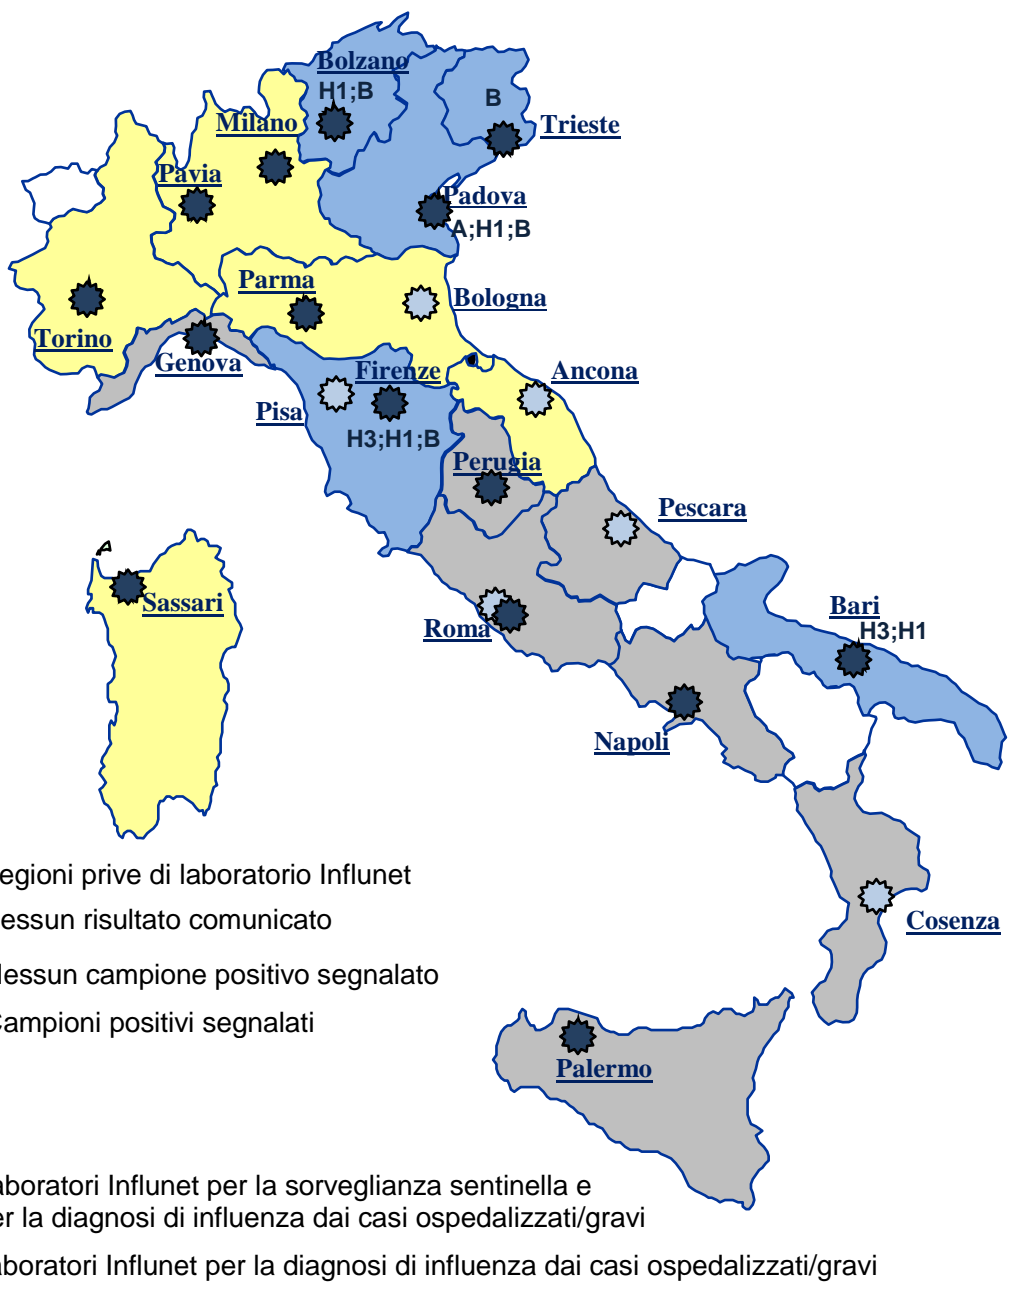 Bolzano
H1;B
B
Milano
Trieste
Pavia
Padova
A;H1;B
Parma
Bologna
Torino
Genova
Firenze
Ancona
Pisa
H3;H1;B
Perugia
Pescara
Sassari
Roma
Bari
H3;H1
Napoli
egioni prive di laboratorio Influnet
essun risultato comunicato
Nessun campione positivo segnalato
Campioni positivi segnalati
Cosenza
Palermo
aboratori Influnet per la sorveglianza sentinella e
er la diagnosi di influenza dai casi ospedalizzati/gravi
aboratori Influnet per la diagnosi di influenza dai casi ospedalizzati/gravi